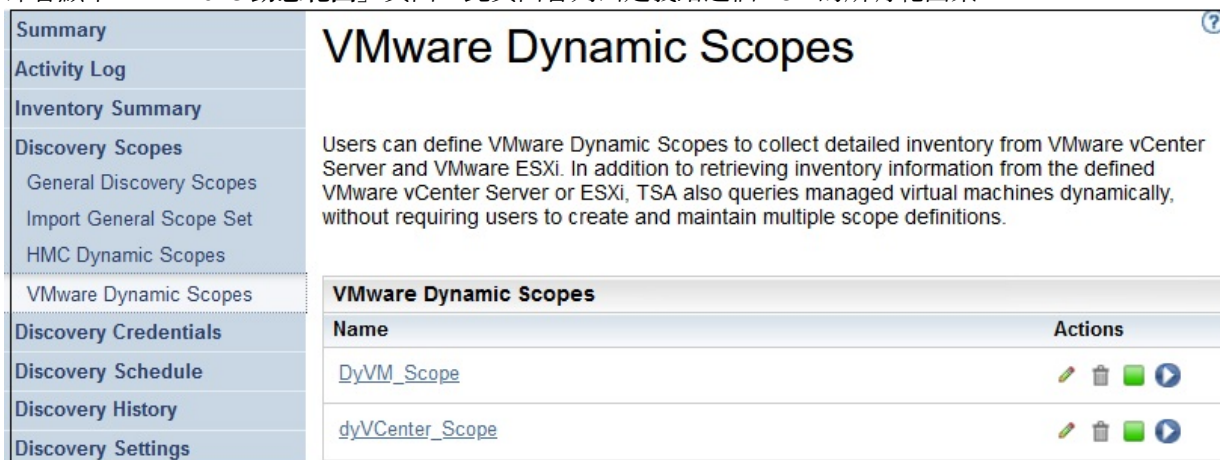 Summary
Activity Log
Inventory Summary
Discovery Scopes
General Discovery Scopes
Import General Scope Set
HMC Dynamic Scopes
VMware Dynamic Scopes
Discovery Credentials
Discovery Schedule
Discovery History
Discovery Settings
VMware Dynamic Scopes
?
Users can define VMware Dynamic Scopes to collect detailed inventory from VMware vCenter
Server and VMware ESXi. In addition to retrieving inventory information from the defined
VMware vCenter Server or ESXi, TSA also queries managed virtual machines dynamically,
without requiring users to create and maintain multiple scope definitions.
VMware Dynamic Scopes
Name Actions
DyVM_Scope
dyVCenter_Scope